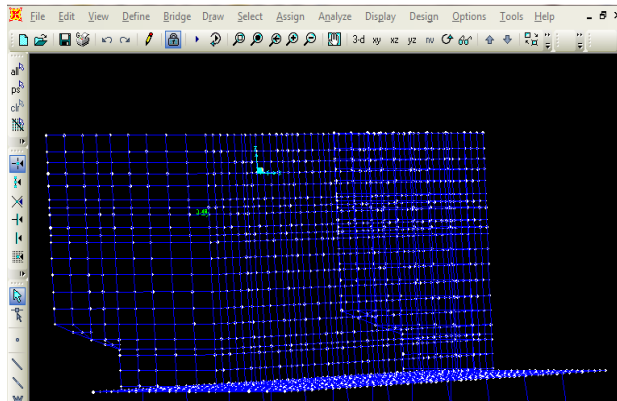 File Edit View Define Bridge Draw Select Assign Analyze Display Design Options Tools Help
3-d xy xz yz nv
all
ps
clr